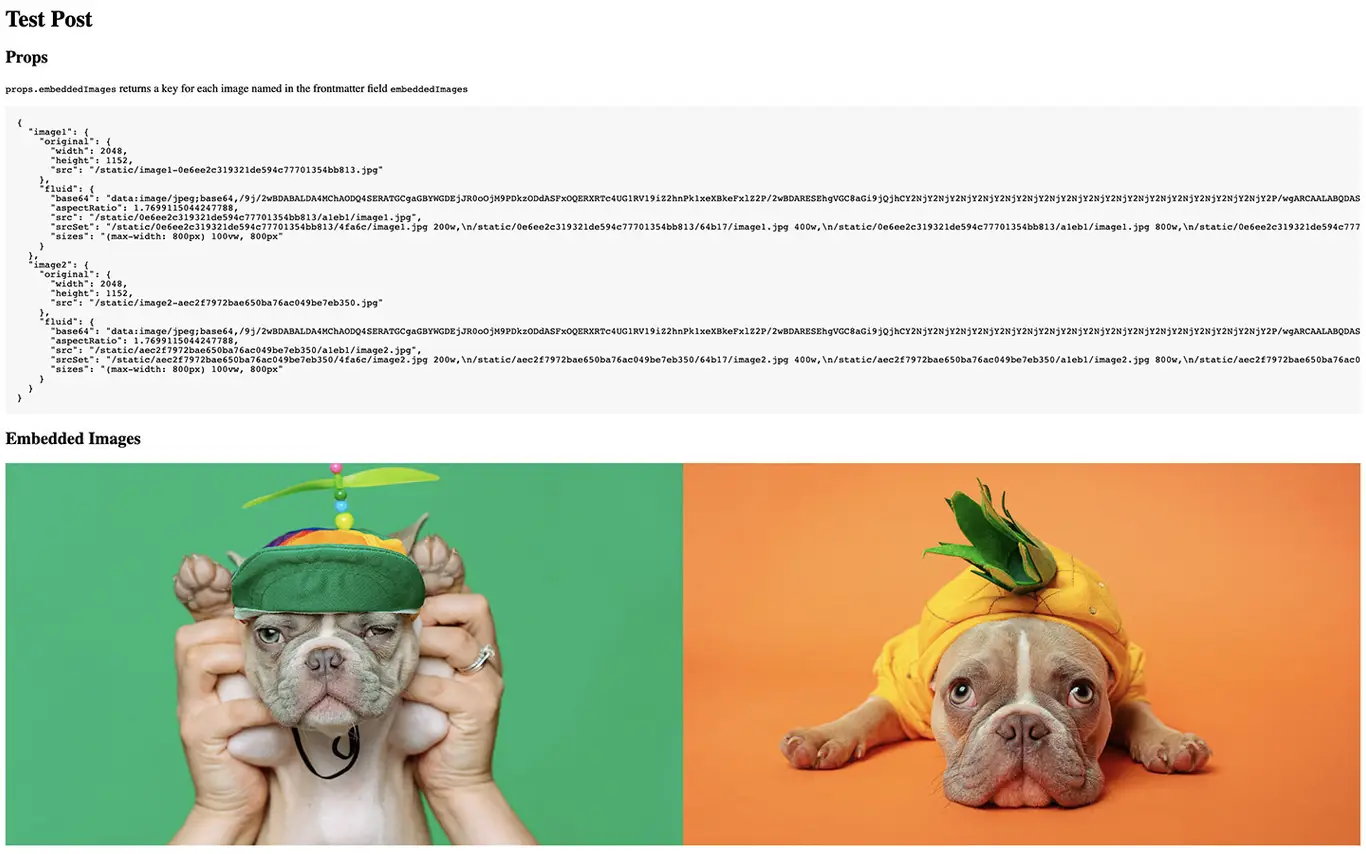 Test Post
Props
props.embeddedImages returns a key for each image named in the frontmatter field embeddedImages
{
"image1": {
"original": {
"width": 2048,
"height": 1152,
"src": "/static/image1-0e6ee2c319321de594c77701354bb813.jpg"
},
"fluid": {
"base64": "data:image/jpeg;base64,/9j/2wBDABALDA4MChAODQ4SERATGCgaGBYWGDEjJR0oOjM9PDkzODdASFxOQERXRTc4UG1RV19iZ2hnPk1xeXBkeFx1Z2P/2wBDARESEhgVGC8aGi9jQjhCY2NjY2NjY2NjY2NjY2NjY2NjY2NjY2NjY2NjY2NjY2NjY2NjY2NjY2NjY2NjY2NjY2NjY2P/wgARCAALABQDAS
"aspectRatio": 1.7699115044247788,
"src": "/static/0e6ee2c319321de594c77701354bb813/a1eb1/image1.jpg",
"srcSet": "/static/0e6ee2c319321de594c77701354bb813/4fa6c/image1.jpg 200w,\n/static/0e6ee2c319321de594c77701354bb813/64b17/image1.jpg 400w,\n/static/0e6ee2c319321de594c77701354bb813/a1eb1/image1.jpg 800w,\n/static/0e6ee2c319321de594c777
"sizes": "(max-width: 800px) 100vw, 800px"
}
},
"image2": {
"original": {
"width": 2048,
"height": 1152,
"src": "/static/image2-aec2f7972bae650ba76ac049be7eb350.jpg"
},
"fluid": {
"base64": "data:image/jpeg;base64,/9j/2wBDABALDA4MChAODQ4SERATGCgaGBYWGDEjJR0oOjM9PDkzODdASFxOQERXRTc4UG1RV19iZ2hnPk1xeXBkeFx1Z2P/2wBDARESEhgVGC8aGi9jQjhCY2NjY2NjY2NjY2NjY2NjY2NjY2NjY2NjY2NjY2NjY2NjY2NjY2NjY2NjY2NjY2NjY2NjY2P/wgARCALABQDAS
"aspectRatio": 1.7699115044247788,
"src": "/static/aec2f7972bae650ba76ac049be7eb350/a1eb1/image2.jpg",
"srcSet": "/static/aec2f7972bae650ba76ac049be7eb350/4fa6c/image2.jpg 200w,\n/static/aec2f7972bae650ba76ac049be7eb350/64b17/image2.jpg 400w,\n/static/aec2f7972bae650ba76ac049be7eb350/a1eb1/image2.jpg 800w,\n/static/aec2f7972bae650ba76ac0
"sizes": "(max-width: 800px) 100vw, 800px"
}
}
}
Embedded Images